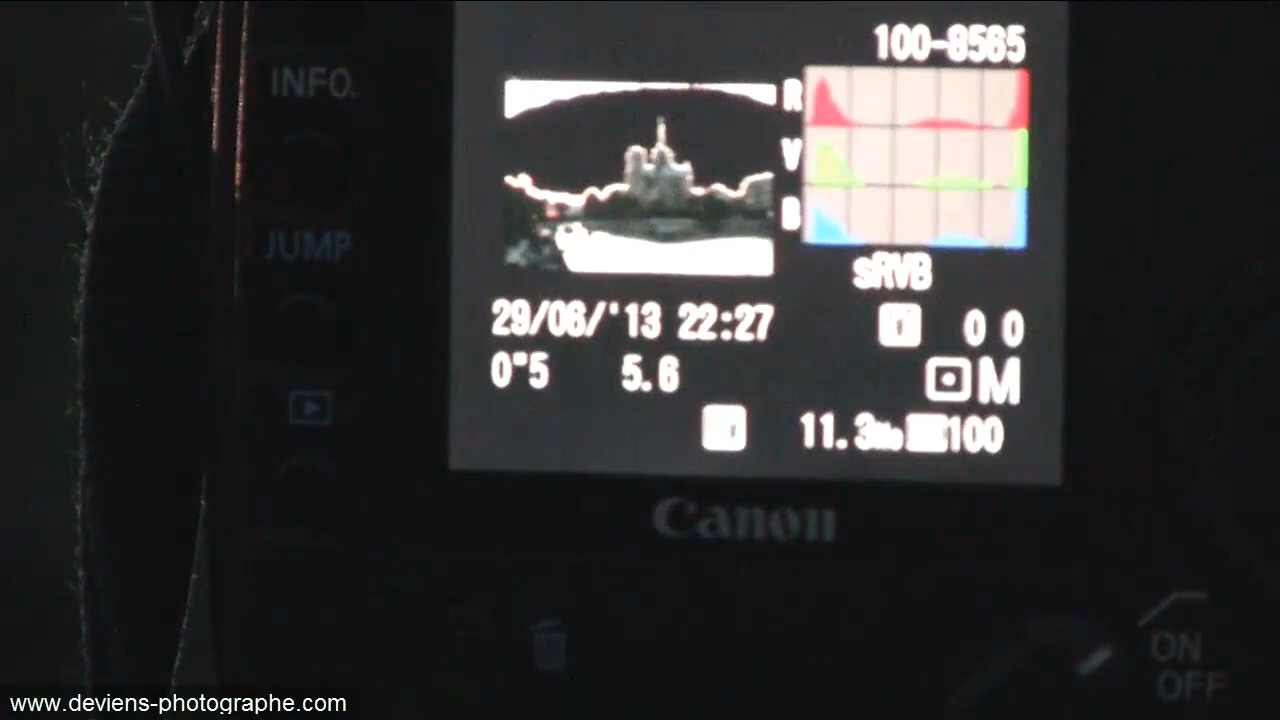 100-8565
INFO.
R
V
B
JUMP
sRVB
29/06/'13 22:27
0 0
0"5 5.6
M
11.3Mo
100
Canon
ON
OFF
www.deviens-photographe.com